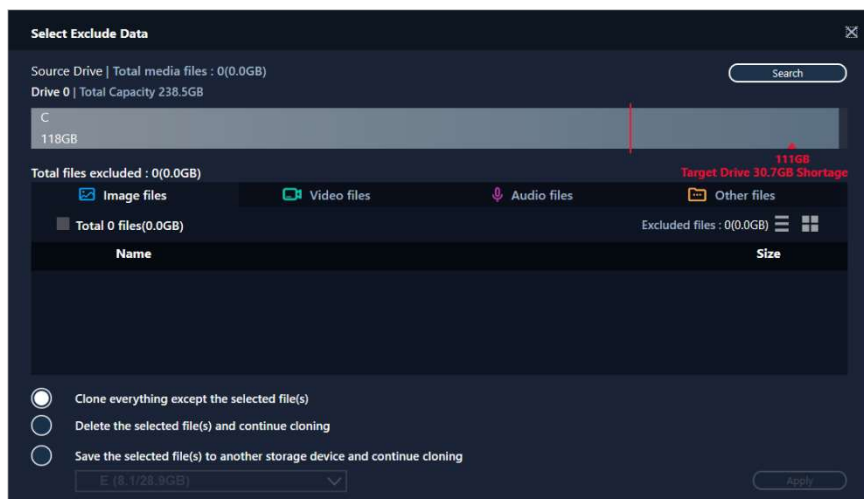 Select Exclude Data
Source Drive | Total media files : 0(0.0GB)
Search
Drive 0 | Total Capacity 238.5GB
C
118GB
111GB
Total files excluded : 0(0.0GB)
Target Drive 30.7GB Shortage
Image files
Video files
Audio files
Other files
Total 0 files(0.0GB)
Excluded files : 0(0.0GB)
Name
Size
Clone everything except the selected file(s)
Delete the selected file(s) and continue cloning
Save the selected file(s) to another storage device and continue cloning
E (8.1/28.9GB)
Apply